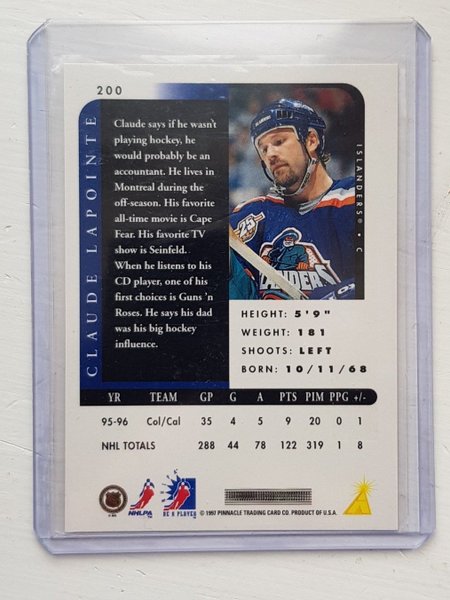 200
CLAUDE LAPOINTE
Claude says if he wasn't
playing hockey, he
would probably be an
accountant. He lives in
Montreal during the
off-season. His favorite
all-time movie is Cape
Fear. His favorite TV
show is Seinfeld.
When he listens to his
CD player, one of his
first choices is Guns 'n
Roses. He says his dad
was his big hockey
influence.
ISLANDERS® • C
25
HEIGHT: 5'9"
WEIGHT: 181
SHOOTS: LEFT
BORN: 10/11/68
YR TEAM GP G A PTS PIM PPG +/-
95-96 Col/Cal 35 4 5 9 20 0 1
NHL TOTALS 288 44 78 122 319 1 8
NHLPA™
BE A PLAYER
© 1997 PINNACLE TRADING CARD CO. PRODUCT OF U.S.A.